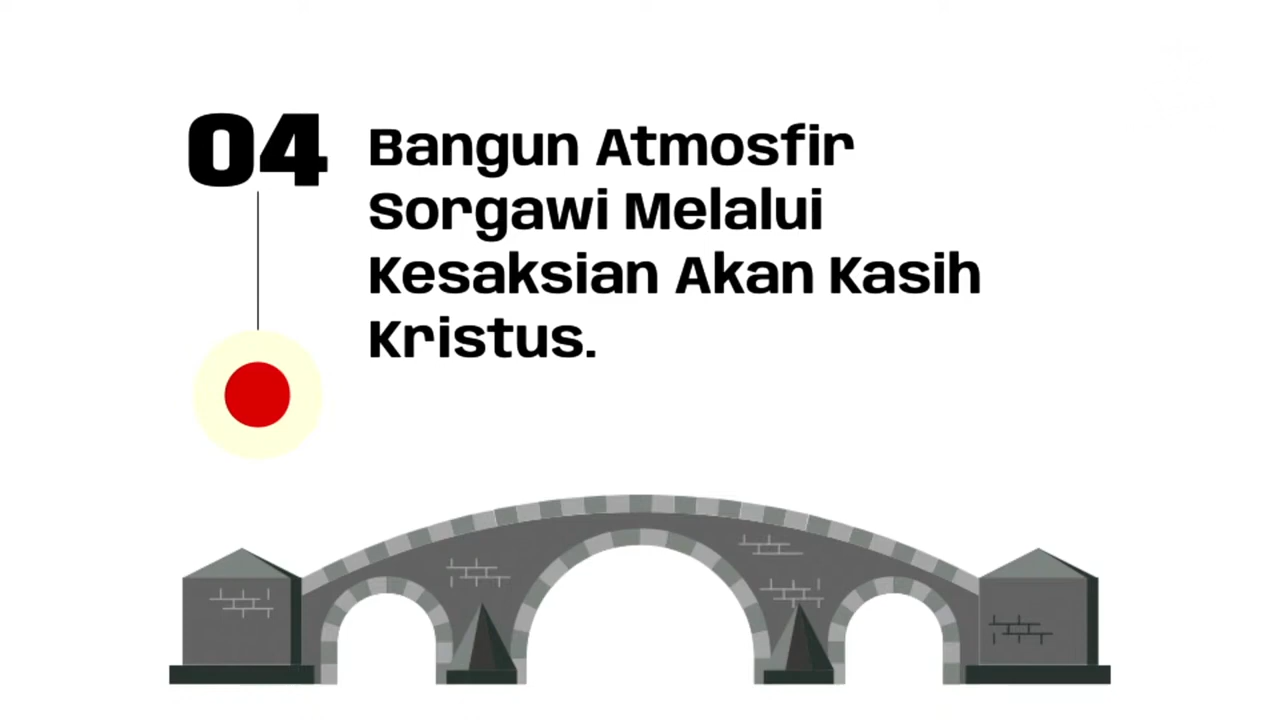 04
Bangun Atmosfir
Sorgawi Melalui
Kesaksian Akan Kasih
Kristus.